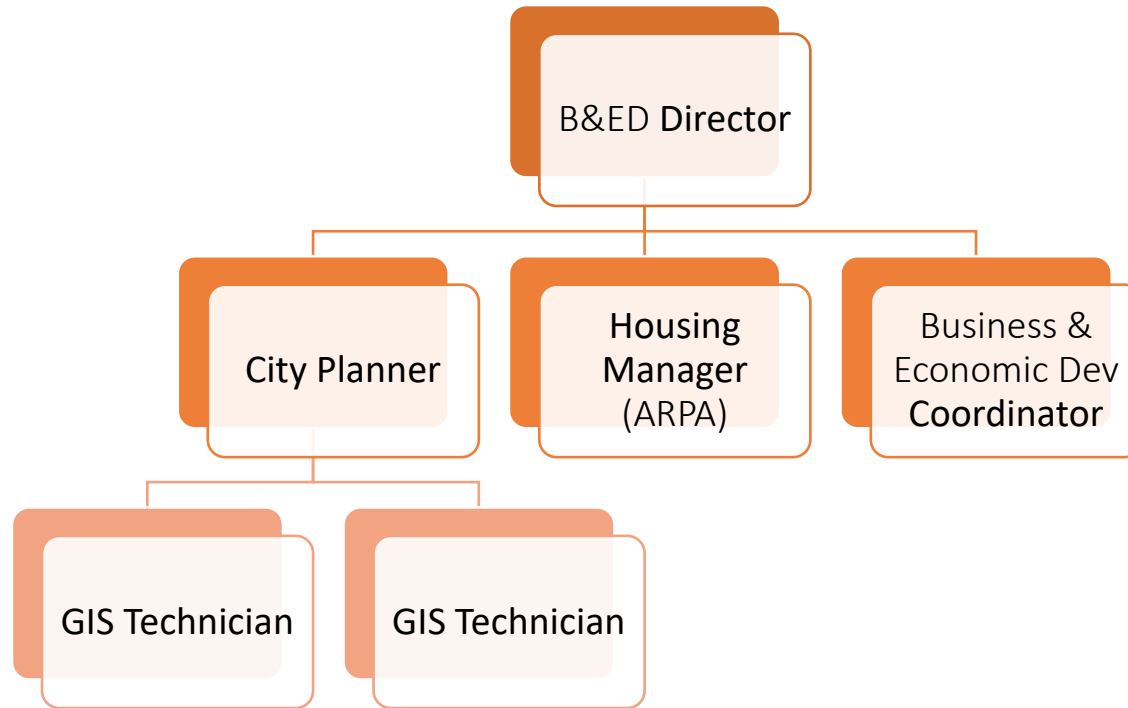 B&ED Director
City Planner
Housing
Manager
(ARPA)
Business &
Economic Dev
Coordinator
GIS Technician
GIS Technician